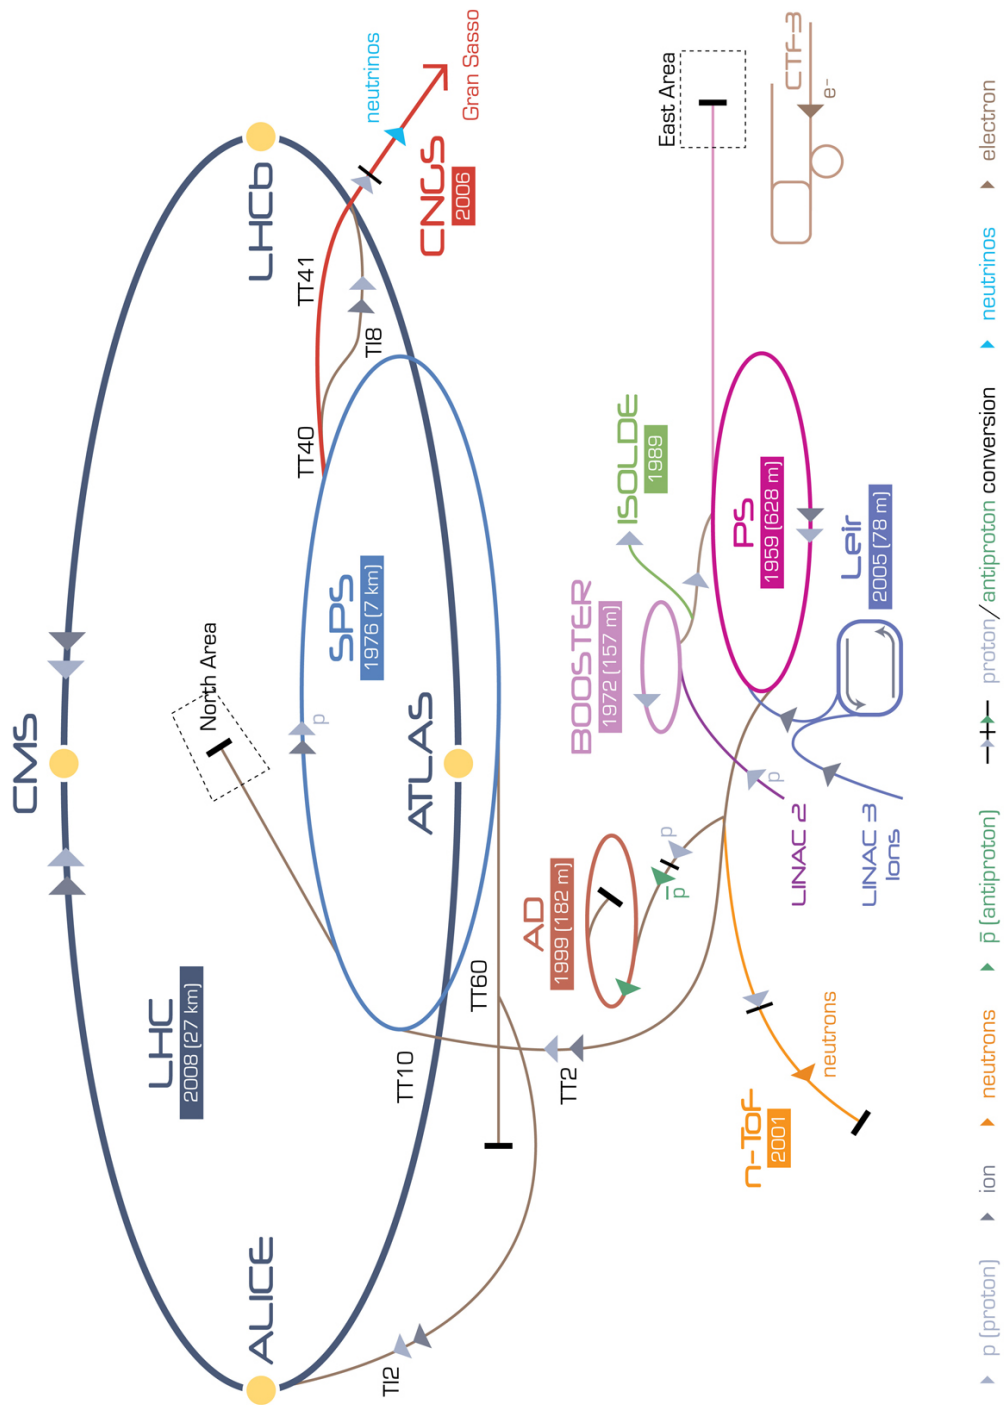 CMS
LHC
2008 (27 km)
North Area
ALICE
LHCb
SPS
1976 (7 km)
p
ATLAS
TT40
TT41
TI8
neutrinos
CNGS
2006
Gran Sasso
TT10
TT60
TI2
TT2
AD
1999 (182 m)
p̅
p
BOOSTER
1972 (157 m)
ISOLDE
1989
East Area
n-ToF
2001
neutrons
LINAC 2
p
LINAC 3
Ions
PS
1959 (628 m)
Leir
2005 (78 m)
CTF-3
e-
p (proton)
ion
neutrons
p̅ (antiproton)
proton/antiproton conversion
neutrinos
electron